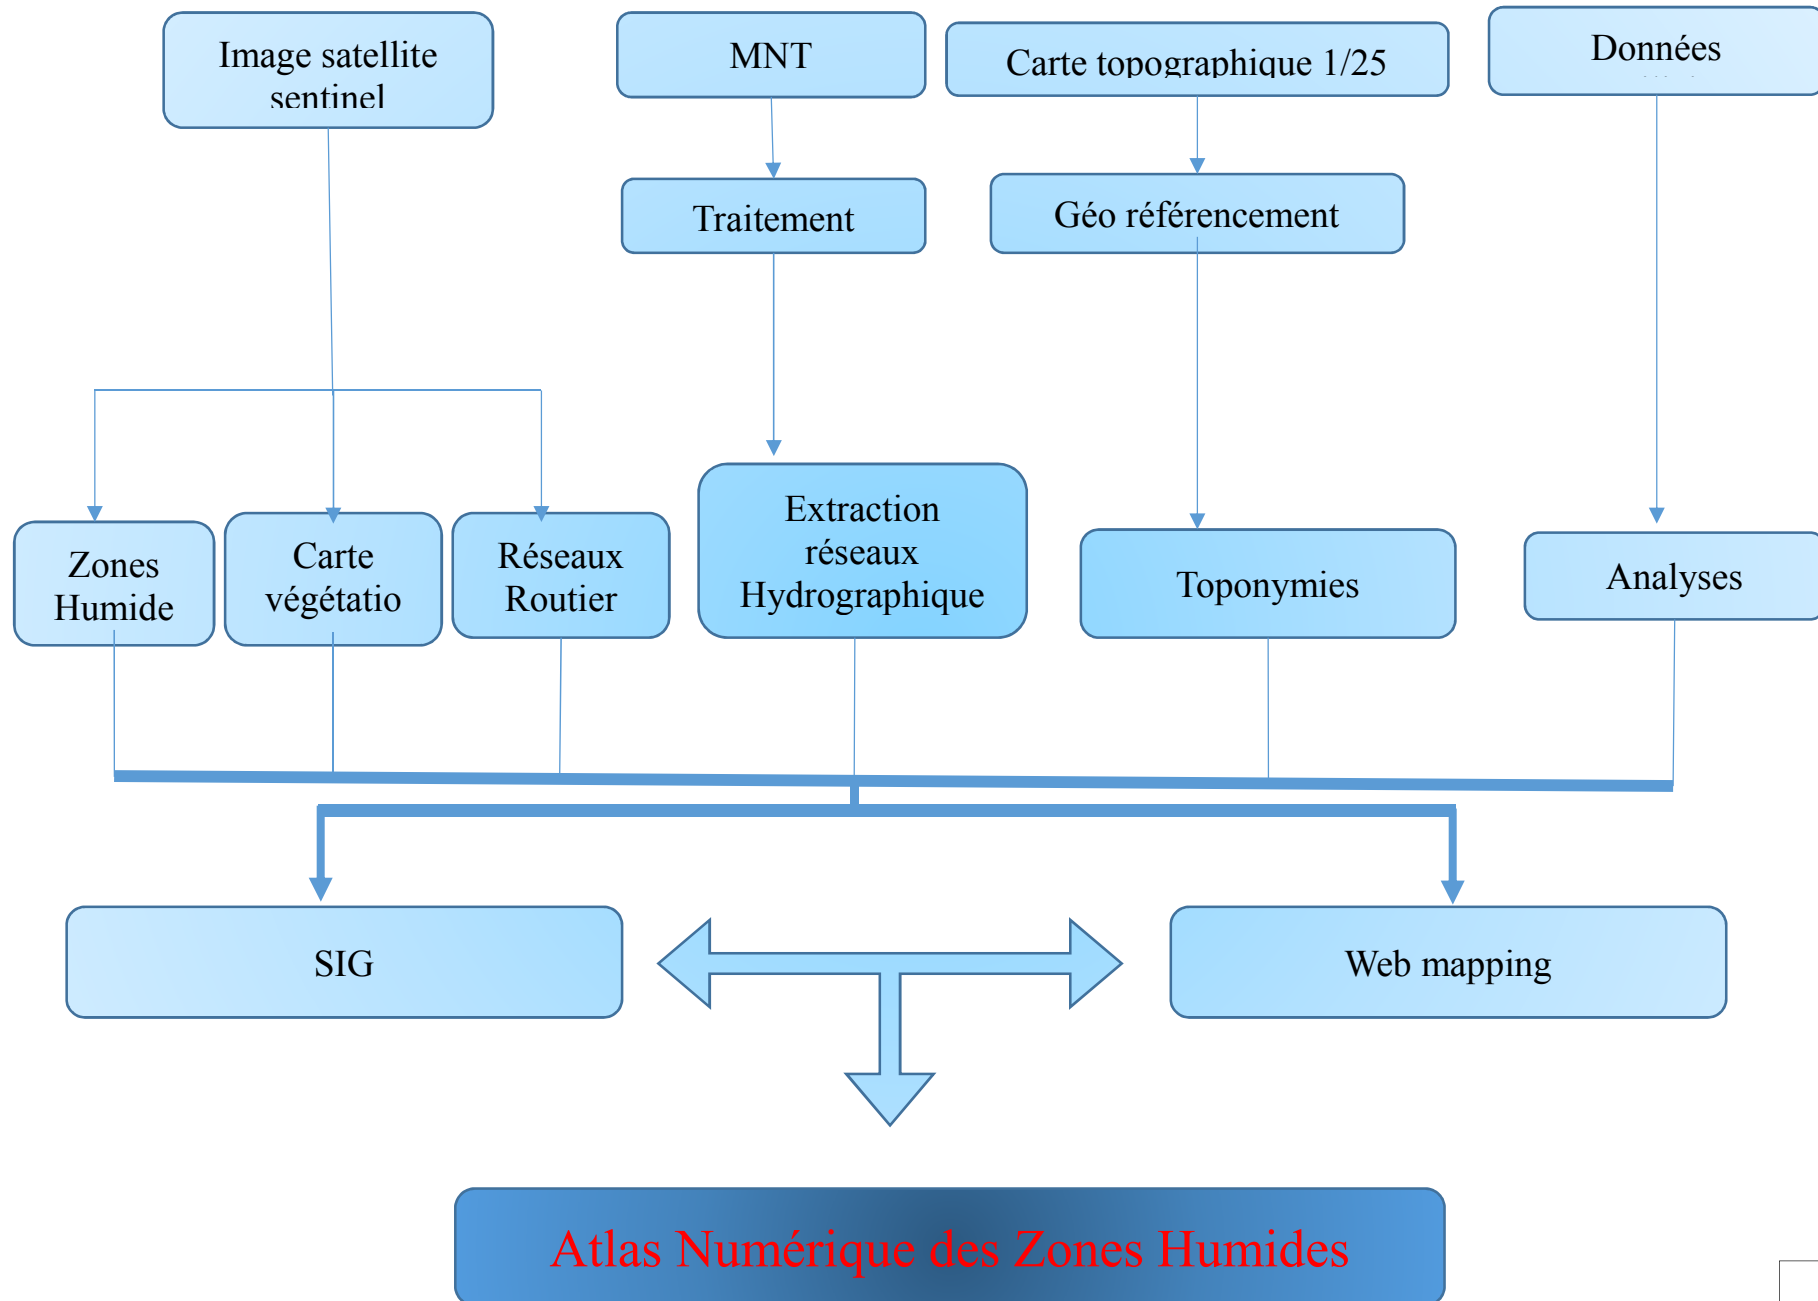 Image satellite
sentinel
MNT
Carte topographique 1/25
Données
Traitement
Géo référencement
Zones
Humide
Carte
végétatio
Réseaux
Routier
Extraction
réseaux
Hydrographique
Toponymies
Analyses
SIG
Web mapping
Atlas Numérique des Zones Humides